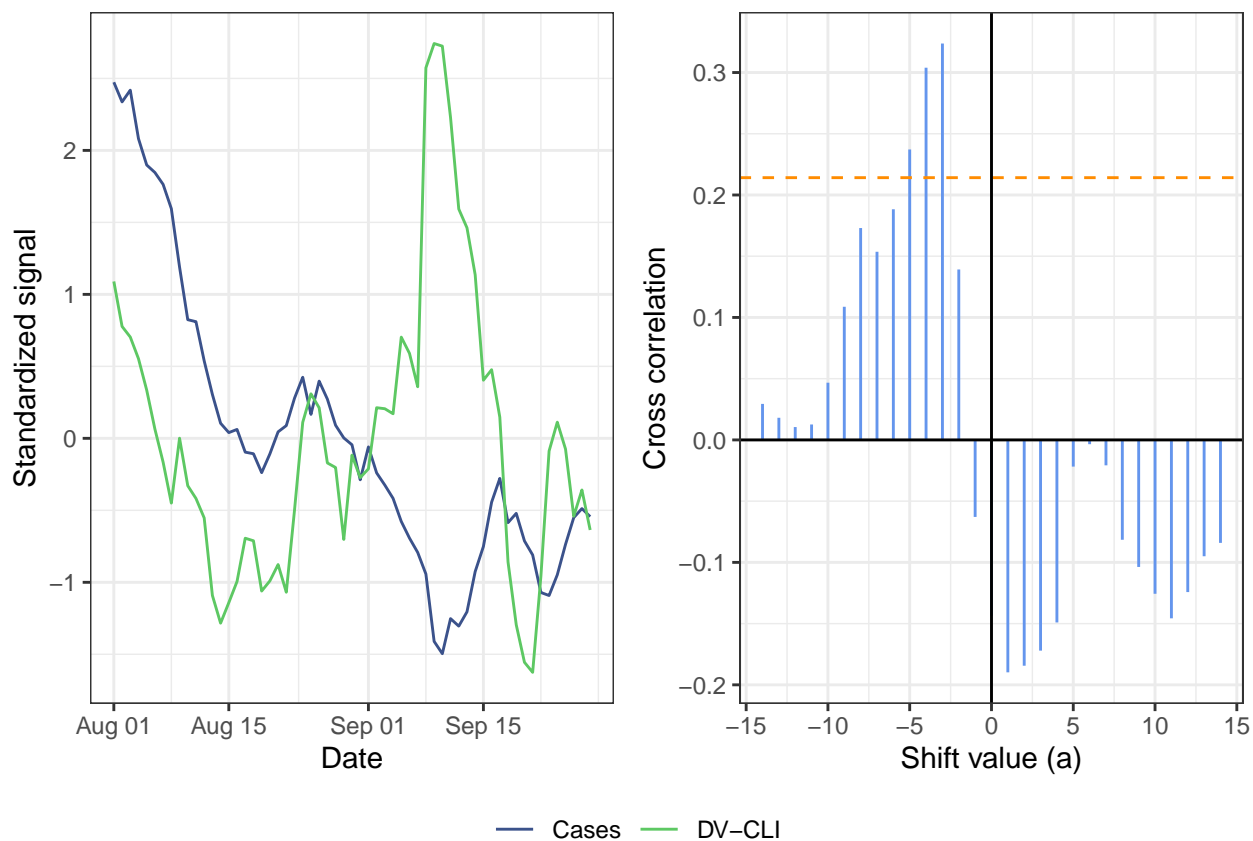 Standardized signal
2
1
0
−1
Aug 01 Aug 15 Sep 01 Sep 15
Date
Cross correlation
0.3
0.2
0.1
0.0
−0.1
−0.2
−15 −10 −5 0 5 10 15
Shift value (a)
Cases DV−CLI